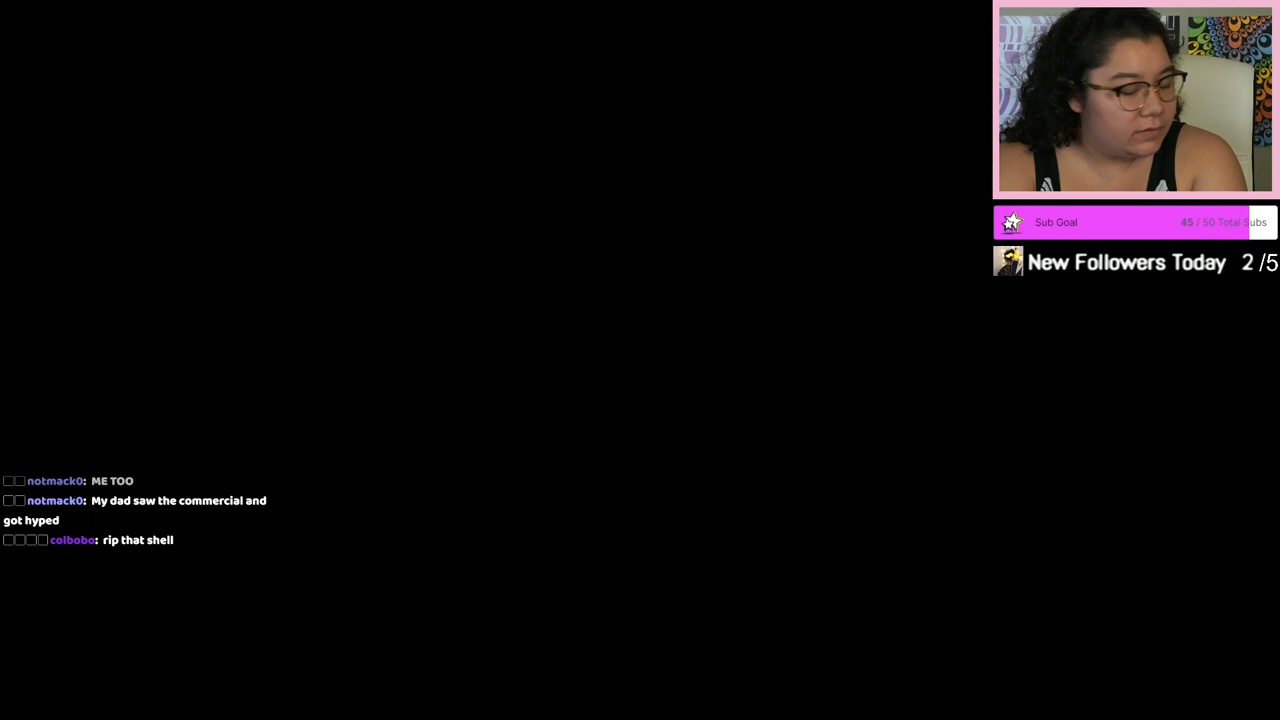 Sub Goal 45 / 50 Total Subs
New Followers Today 2 /5
notmack0: ME TOO
notmack0: My dad saw the commercial and
got hyped
colbobo: rip that shell